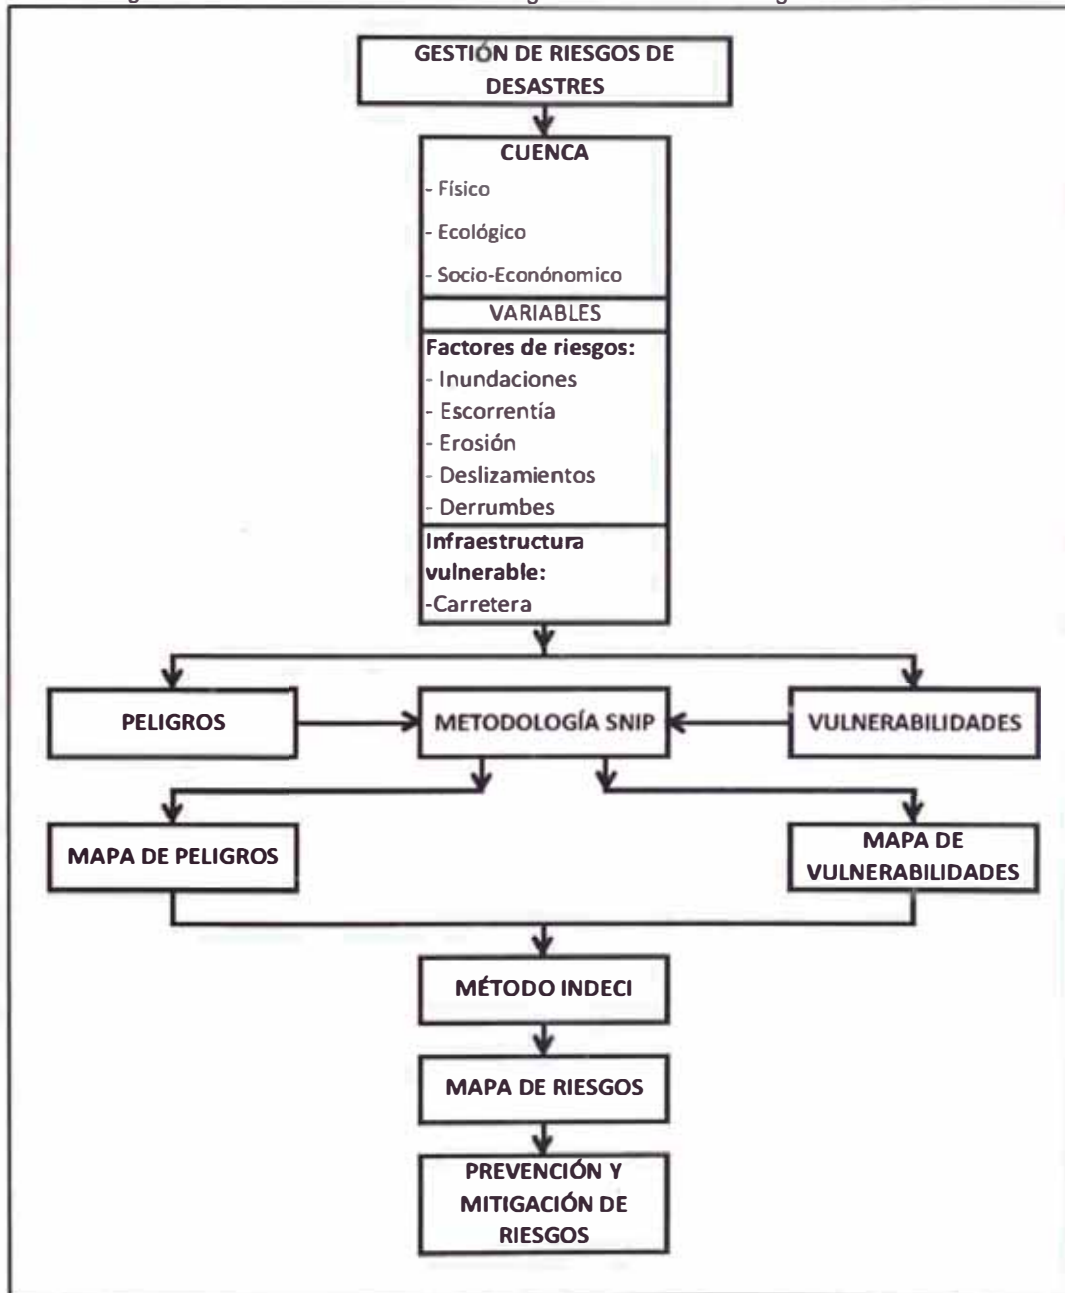 GESTIÓN DE RIESGOS DE
DESASTRES
CUENCA
- Físico
- Ecológico
- Socio-Econónomico
VARIABLES
Factores de riesgos:
- Inundaciones
- Escorrentía
- Erosión
- Deslizamientos
- Derrumbes
Infraestructura
vulnerable:
-Carretera
PELIGROS
METODOLOGÍA SNIP
VULNERABILIDADES
MAPA DE PELIGROS
MAPA DE
VULNERABILIDADES
MÉTODO INDECI
MAPA DE RIESGOS
PREVENCIÓN Y
MITIGACIÓN DE
RIESGOS